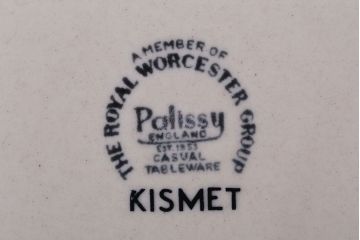 A MEMBER OF
THE ROYAL WORCESTER GROUP
Palissy
ENGLAND
EST. 1853
CASUAL
TABLEWARE
KISMET